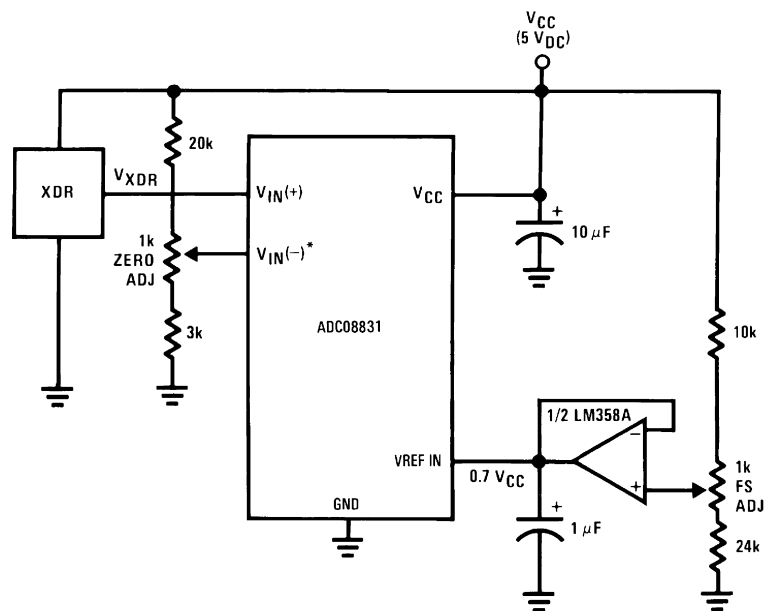 VCC
(5 VDC)
20k
XDR
VXDR
VIN(+)
VCC
+
10 µF
1k
ZERO
ADJ
VIN(–)*
ADC08831
3k
10k
1/2 LM358A
–
VREF IN
0.7 VCC
+
1k
FS
ADJ
GND
+
1 µF
24k